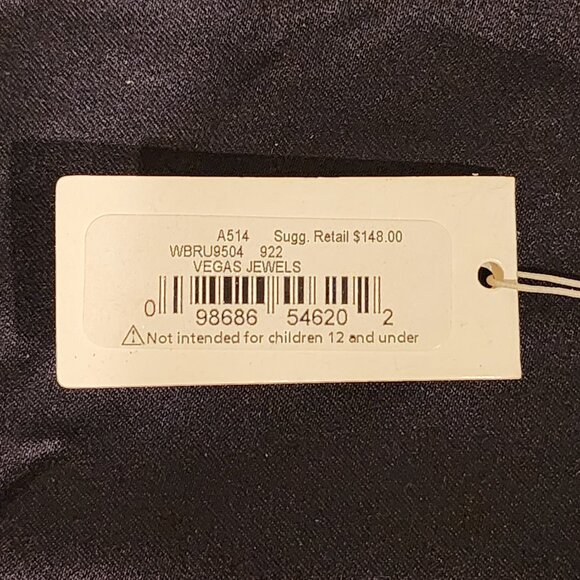 A514 Sugg. Retail $148.00
WBRU9504 922
VEGAS JEWELS
0 98686 54620 2
⚠Not intended for children 12 and under